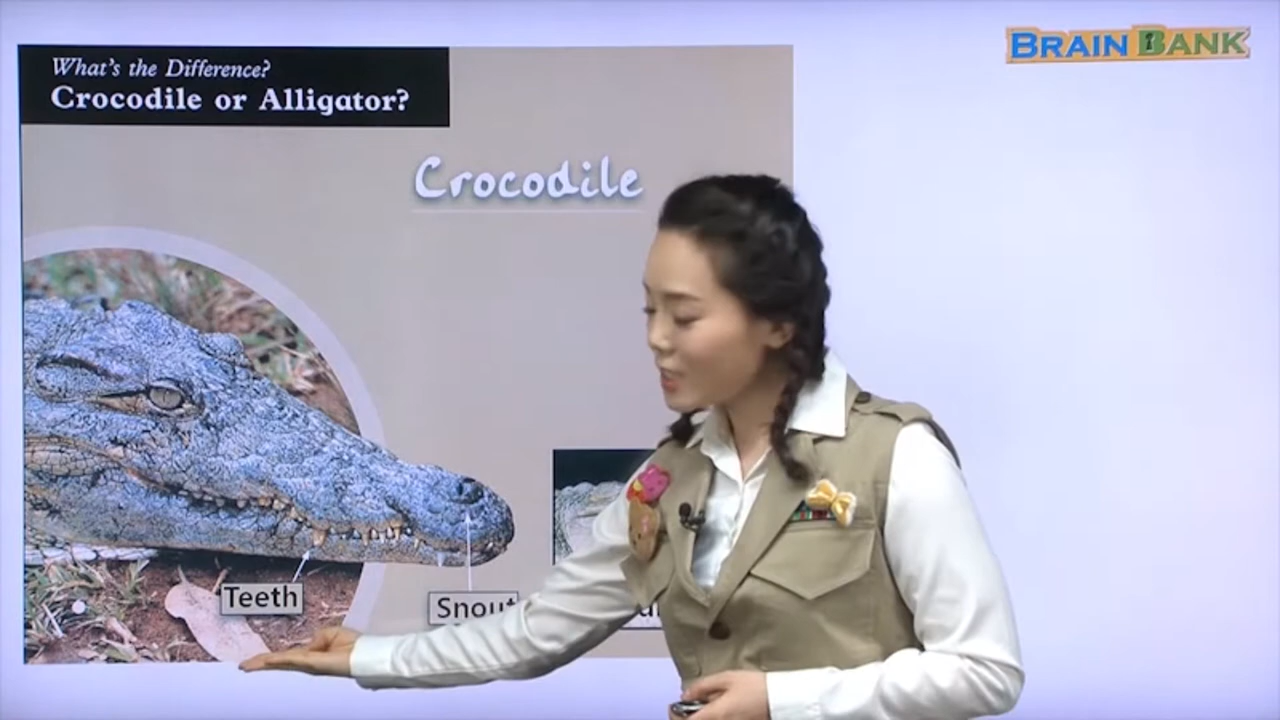 BRAIN BANK
What's the Difference?
Crocodile or Alligator?
Crocodile
Teeth
Snout